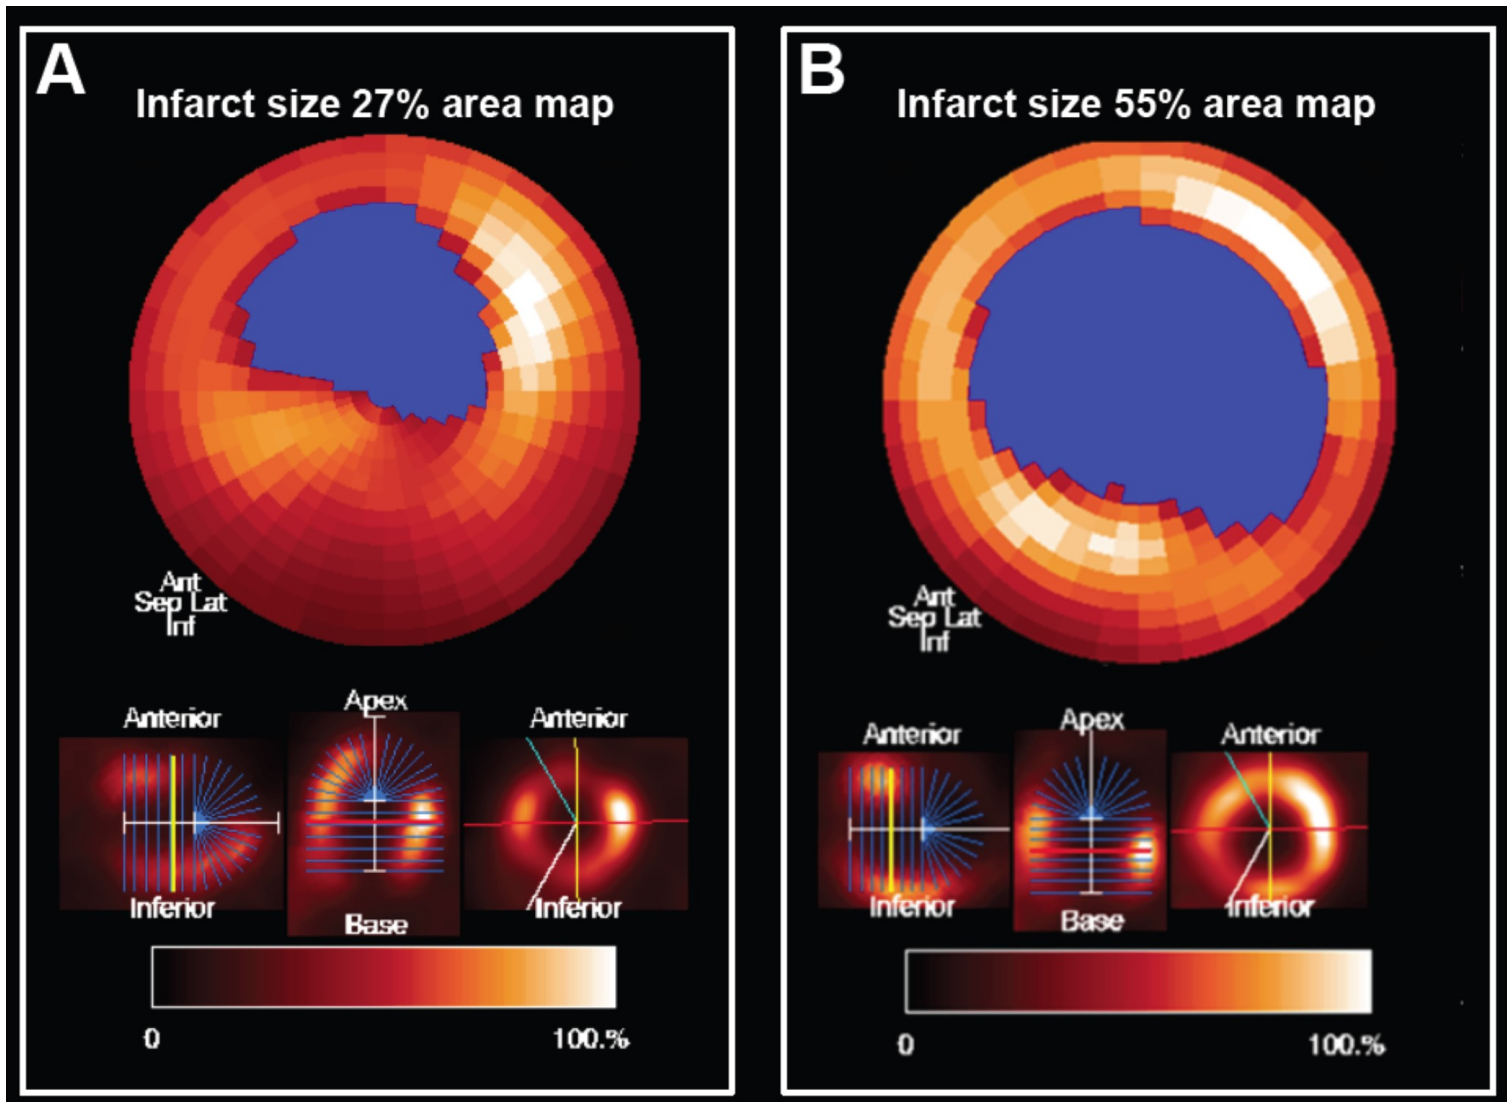 A
Infarct size 27% area map
Ant
Sep Lat
Inf
Anterior
Apex
Anterior
Inferior
Base
Inferior
0
100.%
B
Infarct size 55% area map
Ant
Sep Lat
Inf
Anterior
Apex
Anterior
Inferior
Base
Inferior
0
100.%